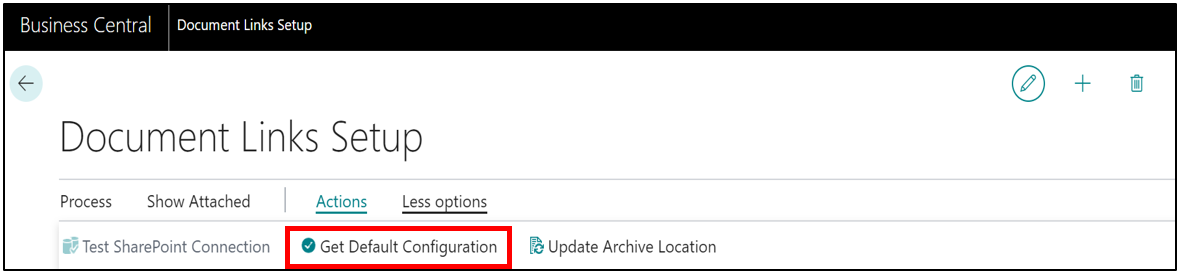 Business Central Document Links Setup
Document Links Setup
Process Show Attached Actions Less options
Test SharePoint Connection Get Default Configuration Update Archive Location